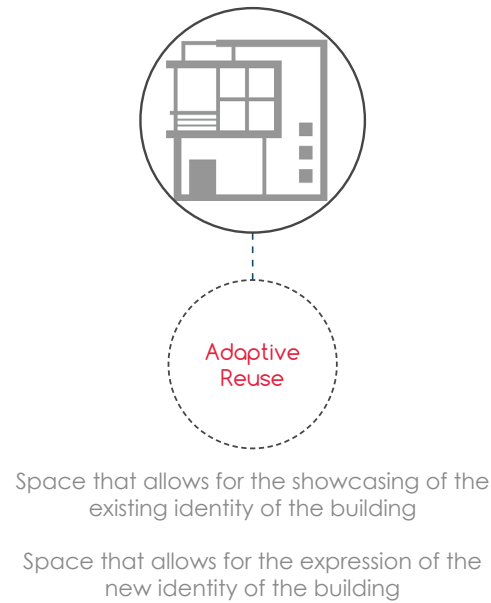 Adaptive
Reuse
Space that allows for the showcasing of the
existing identity of the building
Space that allows for the expression of the
new identity of the building